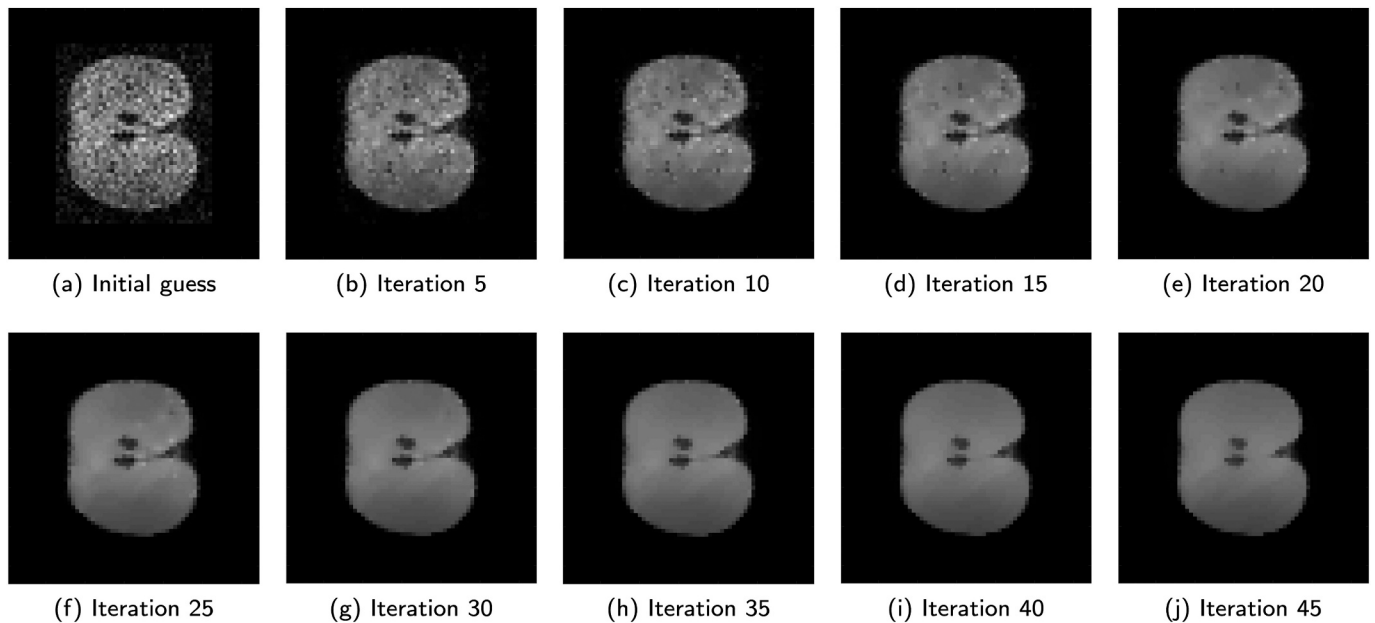 (a) Initial guess
(b) Iteration 5
(c) Iteration 10
(d) Iteration 15
(e) Iteration 20
(f) Iteration 25
(g) Iteration 30
(h) Iteration 35
(i) Iteration 40
(j) Iteration 45